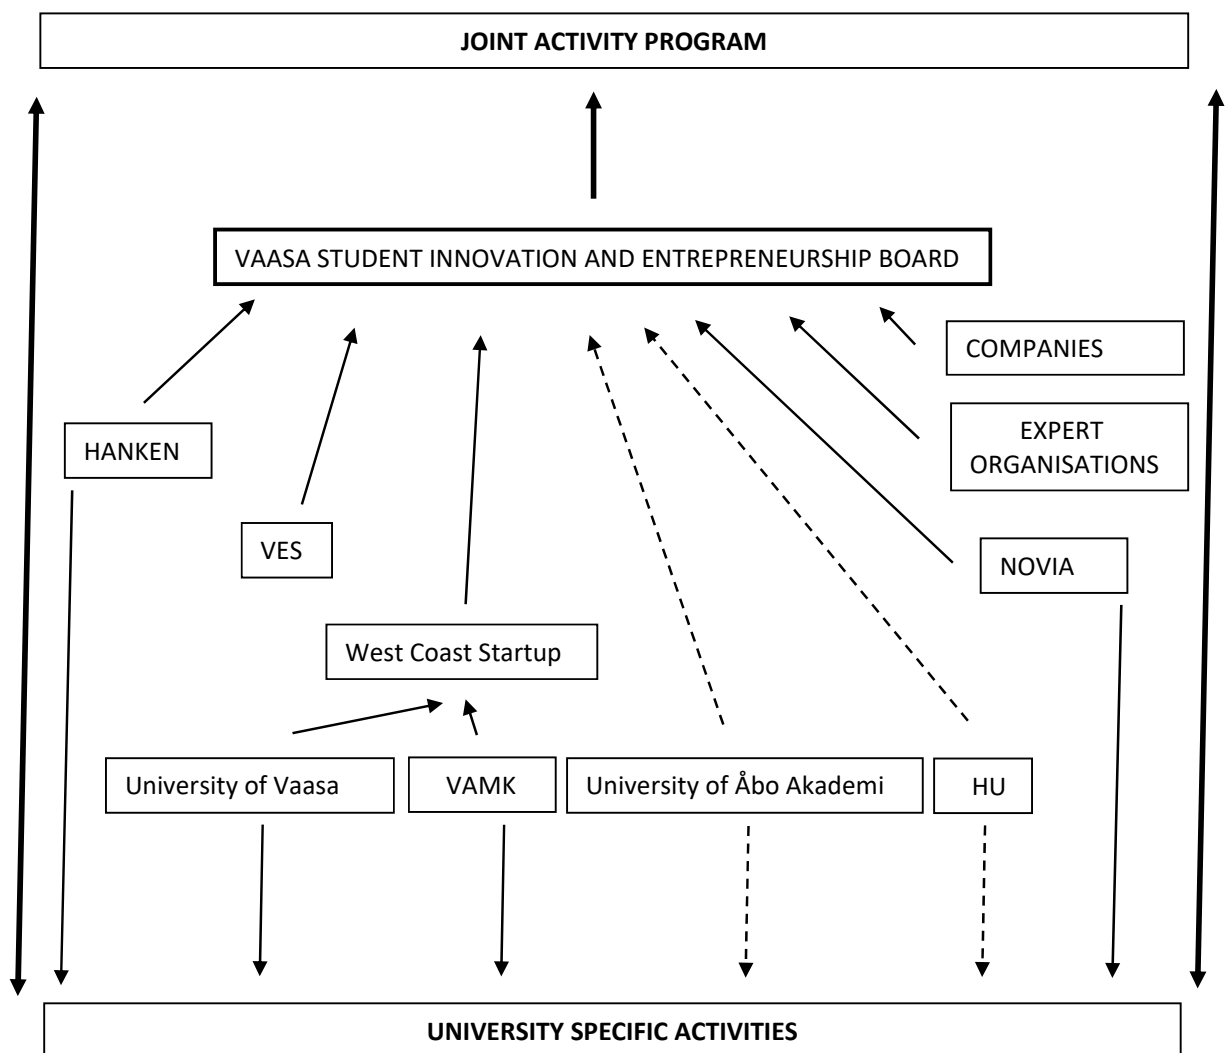 JOINT ACTIVITY PROGRAM
VAASA STUDENT INNOVATION AND ENTREPRENEURSHIP BOARD
COMPANIES
HANKEN
EXPERT
ORGANISATIONS
VES
NOVIA
West Coast Startup
University of Vaasa
VAMK
University of Åbo Akademi
HU
UNIVERSITY SPECIFIC ACTIVITIES